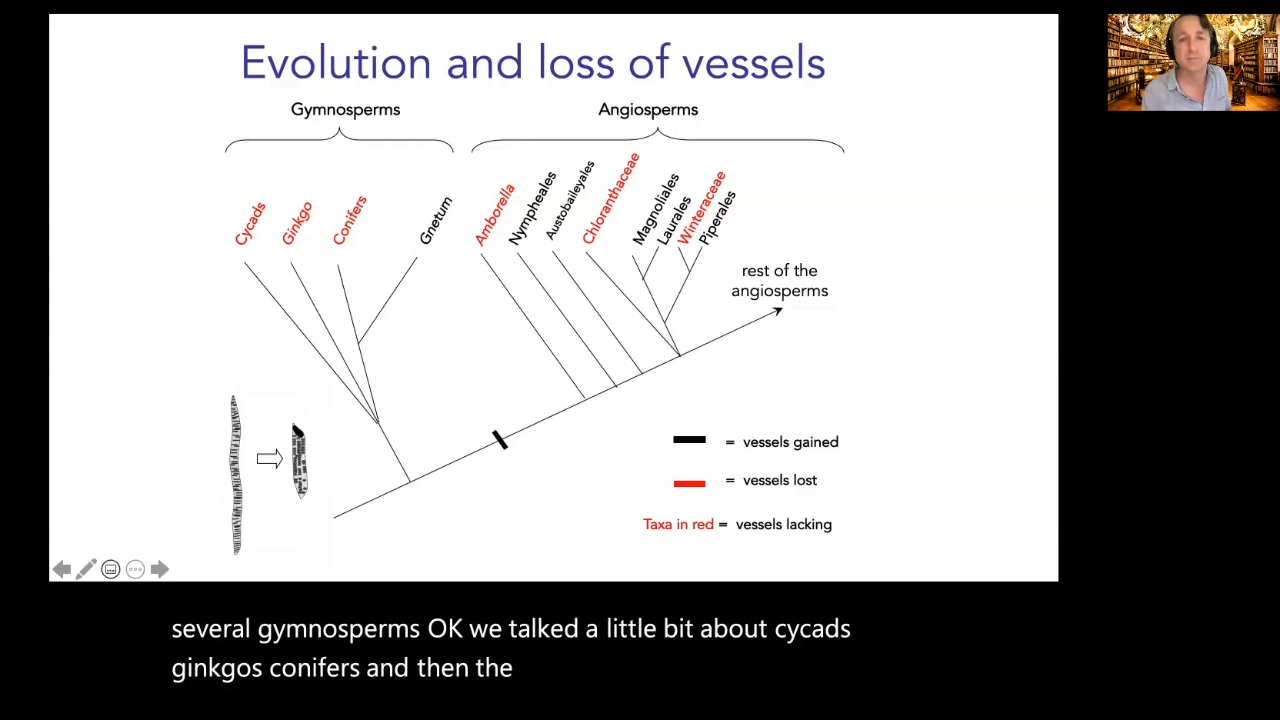 Evolution and loss of vessels
Gymnosperms
Angiosperms
Cycads
Ginkgo
Conifers
Gnetum
Amborella
Nympheales
Austobaileyales
Chloranthaceae
Magnoliales
Laurales
Winteraceae
Piperales
rest of the
angiosperms
= vessels gained
= vessels lost
Taxa in red = vessels lacking
several gymnosperms OK we talked a little bit about cycads
ginkgos conifers and then the